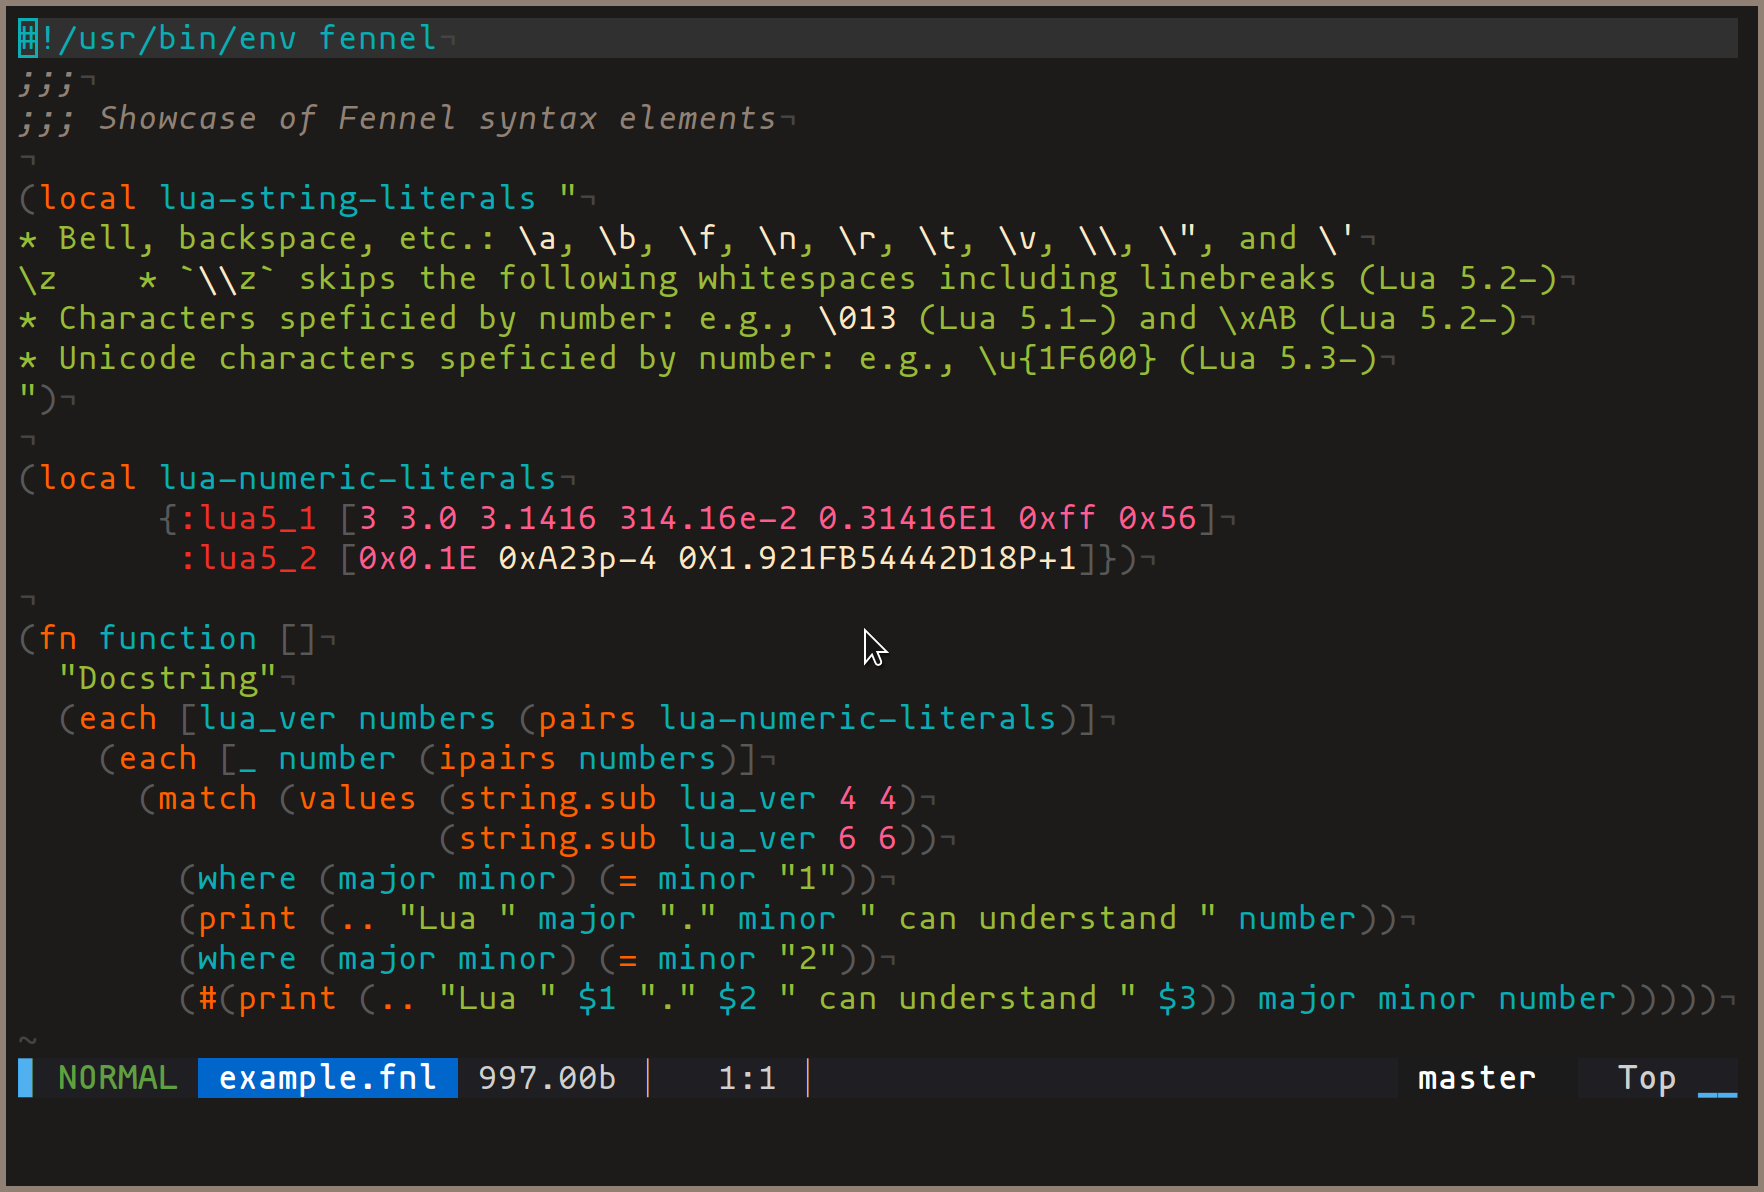 #!/usr/bin/env fennel¬
;;;¬
;;; Showcase of Fennel syntax elements¬
¬
(local lua-string-literals "¬
* Bell, backspace, etc.: \a, \b, \f, \n, \r, \t, \v, \\, \", and \'¬
\z    * `\\z` skips the following whitespaces including linebreaks (Lua 5.2-)¬
* Characters speficied by number: e.g., \013 (Lua 5.1-) and \xAB (Lua 5.2-)¬
* Unicode characters speficied by number: e.g., \u{1F600} (Lua 5.3-)¬
")¬
¬
(local lua-numeric-literals¬
       {:lua5_1 [3 3.0 3.1416 314.16e-2 0.31416E1 0xff 0x56]¬
        :lua5_2 [0x0.1E 0xA23p-4 0X1.921FB54442D18P+1]})¬
¬
(fn function []¬
  "Docstring"¬
  (each [lua_ver numbers (pairs lua-numeric-literals)]¬
    (each [_ number (ipairs numbers)]¬
      (match (values (string.sub lua_ver 4 4)¬
                     (string.sub lua_ver 6 6))¬
        (where (major minor) (= minor "1"))¬
        (print (.. "Lua " major "." minor " can understand " number))¬
        (where (major minor) (= minor "2"))¬
        (#(print (.. "Lua " $1 "." $2 " can understand " $3)) major minor number)))))¬
~
NORMAL example.fnl 997.00b │ 1:1 │ master Top __